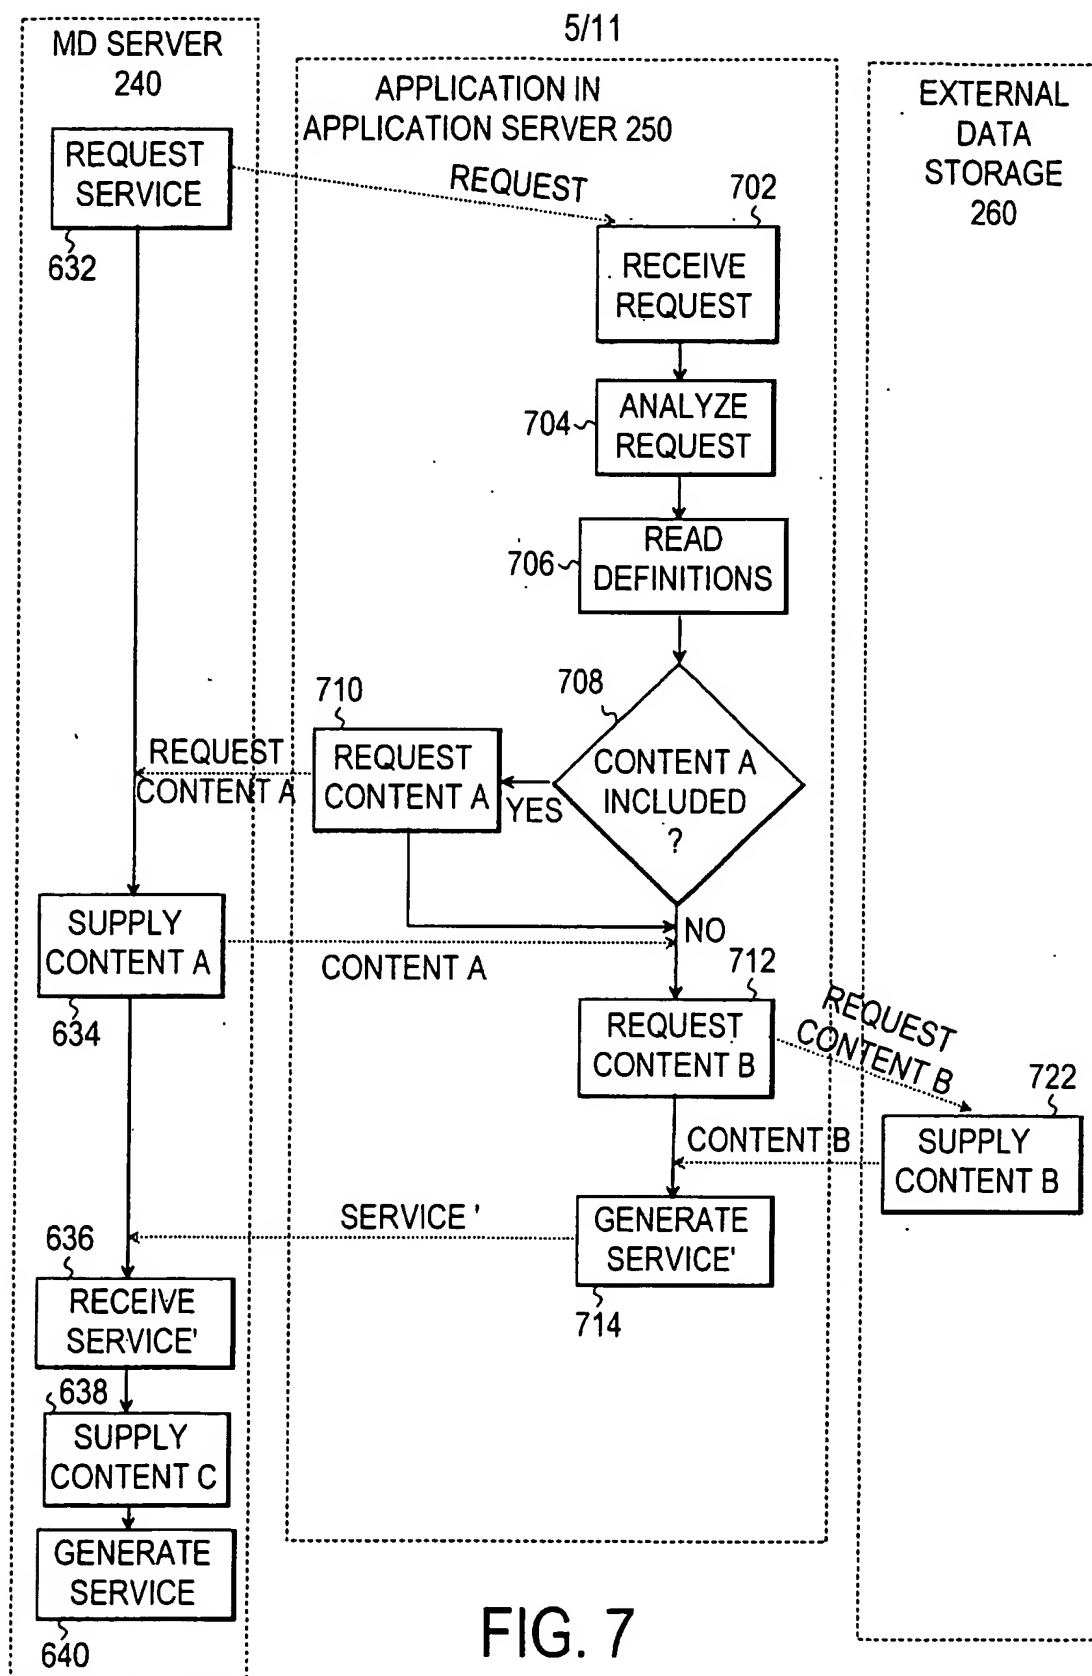 5/11
MD SERVER
240
APPLICATION IN
APPLICATION SERVER 250
EXTERNAL
DATA
STORAGE
260
REQUEST
SERVICE
632
REQUEST
702
RECEIVE
REQUEST
704
ANALYZE
REQUEST
706
READ
DEFINITIONS
708
CONTENT A
INCLUDED
?
YES
NO
710
REQUEST
CONTENT A
REQUEST
CONTENT A
SUPPLY
CONTENT A
634
CONTENT A
712
REQUEST
CONTENT B
REQUEST
CONTENT B
722
SUPPLY
CONTENT B
CONTENT B
GENERATE
SERVICE'
714
SERVICE '
636
RECEIVE
SERVICE'
638
SUPPLY
CONTENT C
GENERATE
SERVICE
640
FIG. 7